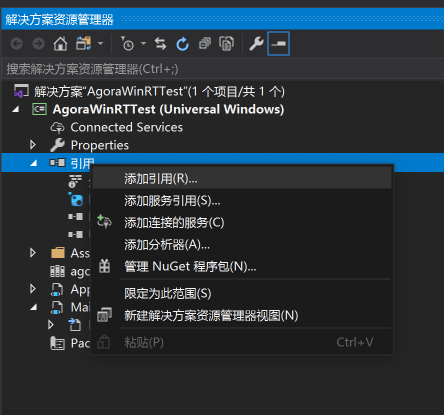 解决方案资源管理器
搜索解决方案资源管理器(Ctrl+;)
解决方案"AgoraWinRTTest"(1 个项目/共 1 个)
AgoraWinRTTest (Universal Windows)
Connected Services
Properties
引用
添加引用(R)...
添加服务引用(S)...
添加连接的服务(C)
添加分析器(A)...
Ass
管理 NuGet 程序包(N)...
ago
App
限定为此范围(S)
Mai
新建解决方案资源管理器视图(N)
Pac
粘贴(P) Ctrl+V